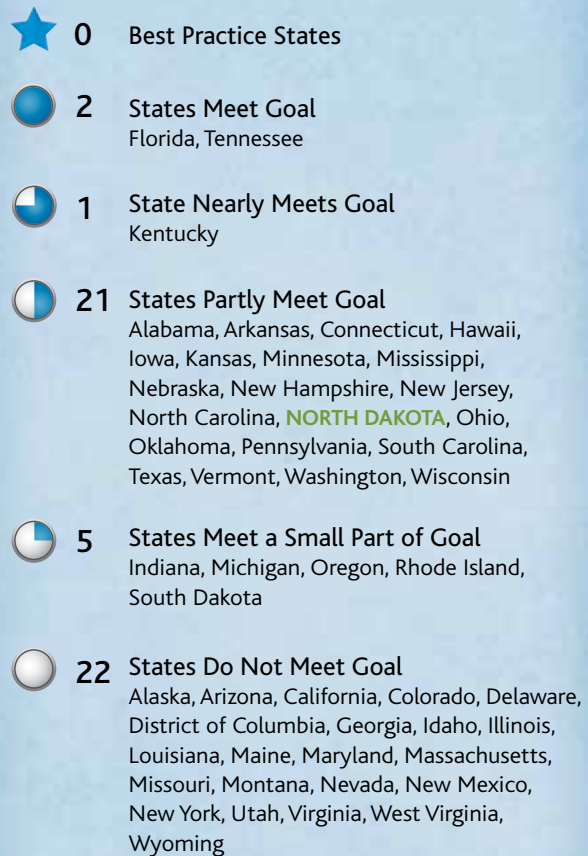 0 Best Practice States
2 States Meet Goal
Florida, Tennessee
1 State Nearly Meets Goal
Kentucky
21 States Partly Meet Goal
Alabama, Arkansas, Connecticut, Hawaii,
Iowa, Kansas, Minnesota, Mississippi,
Nebraska, New Hampshire, New Jersey,
North Carolina, NORTH DAKOTA, Ohio,
Oklahoma, Pennsylvania, South Carolina,
Texas, Vermont, Washington, Wisconsin
5 States Meet a Small Part of Goal
Indiana, Michigan, Oregon, Rhode Island,
South Dakota
22 States Do Not Meet Goal
Alaska, Arizona, California, Colorado, Delaware,
District of Columbia, Georgia, Idaho, Illinois,
Louisiana, Maine, Maryland, Massachusetts,
Missouri, Montana, Nevada, New Mexico,
New York, Utah, Virginia, West Virginia,
Wyoming